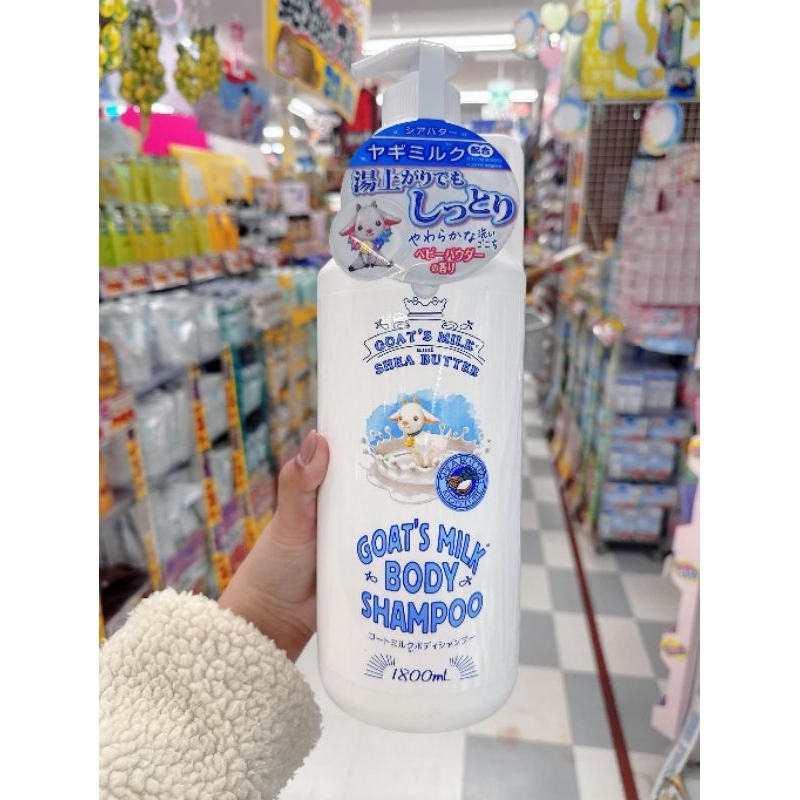 シアバター
ヤギミルク配合
湯上がりでも
しっとり
やわらかな洗いごこち
ベビーパウダー
の香り
GOAT'S MILK
and
SHEA BUTTER
GOAT'S MILK
BODY
SHAMPOO
ゴートミルクボディシャンプー
1800mL